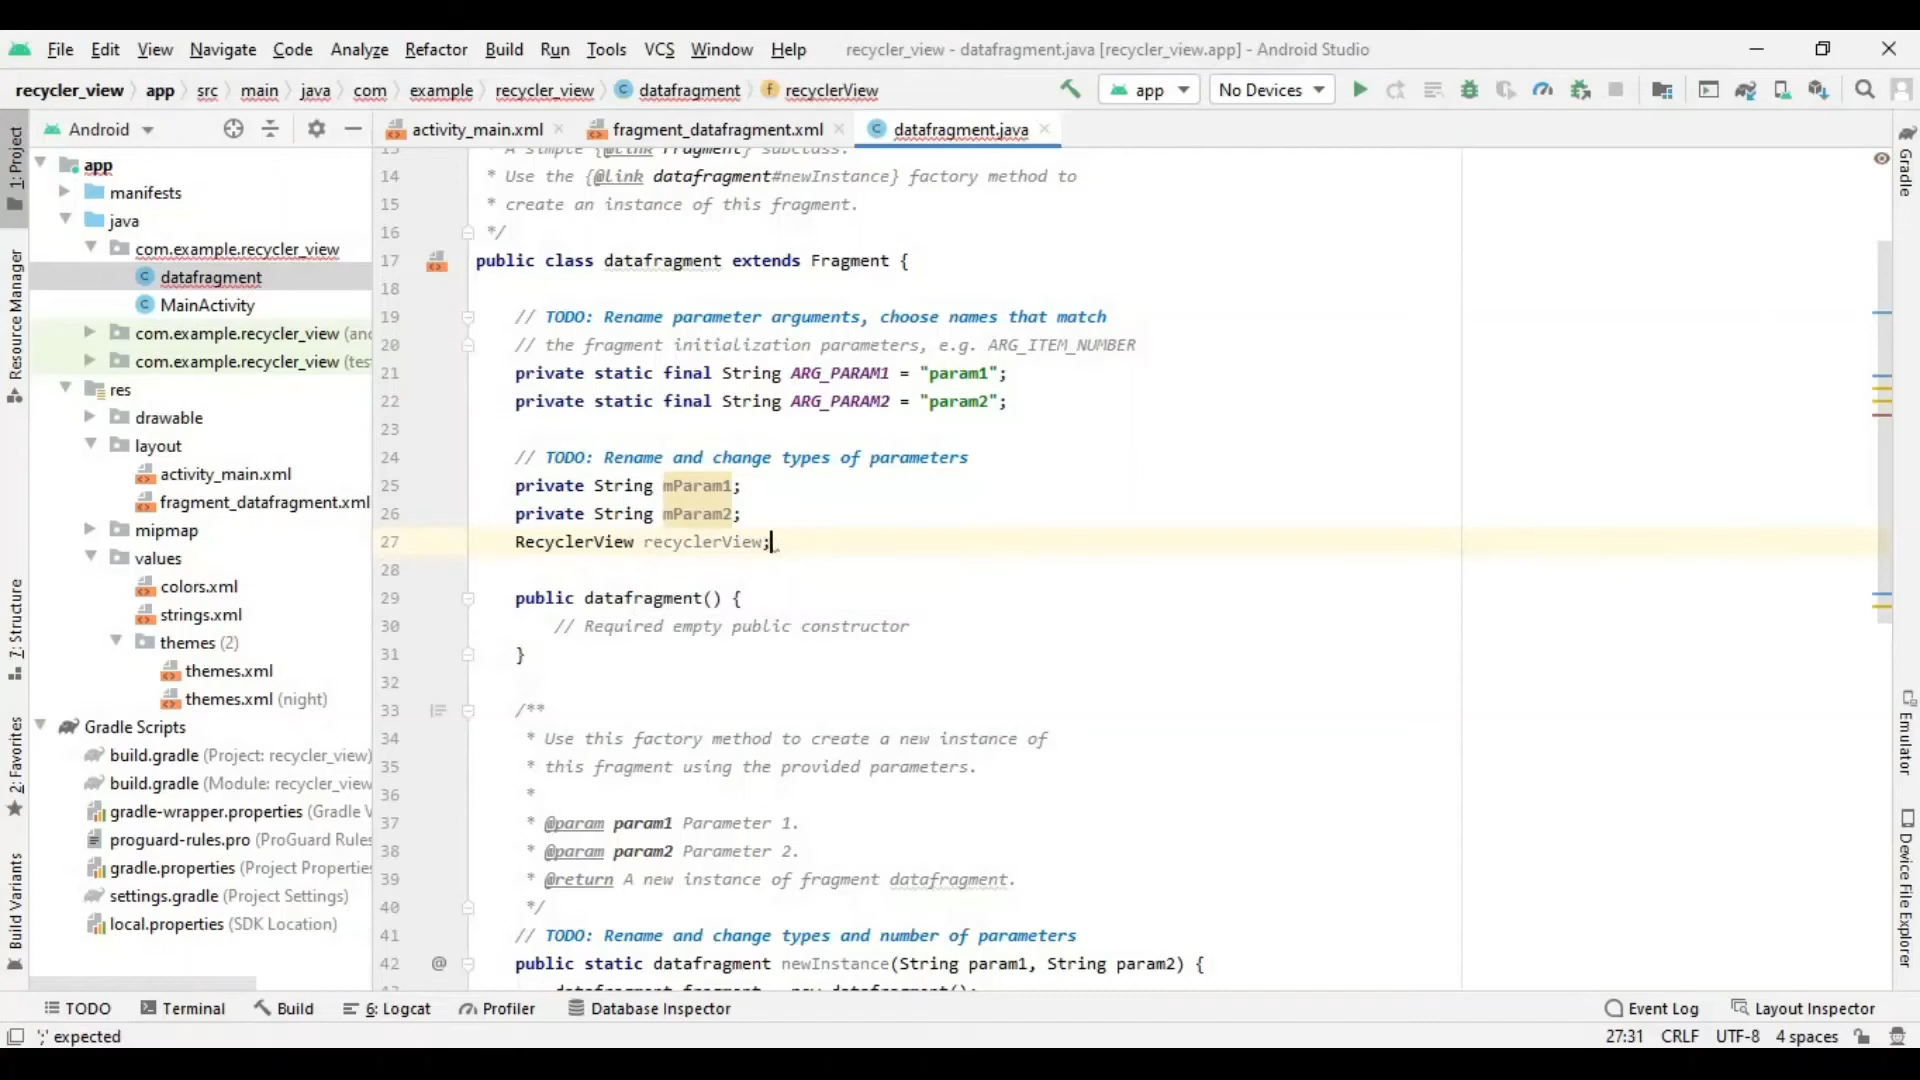 File Edit View Navigate Code Analyze Refactor Build Run Tools VCS Window Help recycler_view - datafragment.java [recycler_view.app] - Android Studio
recycler_view app src main java com example recycler_view datafragment recyclerView app No Devices
1: Project
Resource Manager
7: Structure
2: Favorites
Build Variants
Android
app
manifests
java
com.example.recycler_view
datafragment
MainActivity
com.example.recycler_view (and
com.example.recycler_view (tes
res
drawable
layout
activity_main.xml
fragment_datafragment.xml
mipmap
values
colors.xml
strings.xml
themes (2)
themes.xml
themes.xml (night)
Gradle Scripts
build.gradle (Project: recycler_view)
build.gradle (Module: recycler_view
gradle-wrapper.properties (Gradle V
proguard-rules.pro (ProGuard Rules
gradle.properties (Project Properties
settings.gradle (Project Settings)
local.properties (SDK Location)
activity_main.xml fragment_datafragment.xml datafragment.java
* A simple {@link Fragment} subclass.
14 * Use the {@link datafragment#newInstance} factory method to
15 * create an instance of this fragment.
16 */
17 public class datafragment extends Fragment {
18
19 // TODO: Rename parameter arguments, choose names that match
20 // the fragment initialization parameters, e.g. ARG_ITEM_NUMBER
21 private static final String ARG_PARAM1 = "param1";
22 private static final String ARG_PARAM2 = "param2";
23
24 // TODO: Rename and change types of parameters
25 private String mParam1;
26 private String mParam2;
27 RecyclerView recyclerView;
28
29 public datafragment() {
30 // Required empty public constructor
31 }
32
33 /**
34 * Use this factory method to create a new instance of
35 * this fragment using the provided parameters.
36 *
37 * @param param1 Parameter 1.
38 * @param param2 Parameter 2.
39 * @return A new instance of fragment datafragment.
40 */
41 // TODO: Rename and change types and number of parameters
42 @ public static datafragment newInstance(String param1, String param2) {
Gradle
Emulator
Device File Explorer
TODO Terminal Build 6: Logcat Profiler Database Inspector Event Log Layout Inspector
';' expected 27:31 CRLF UTF-8 4 spaces